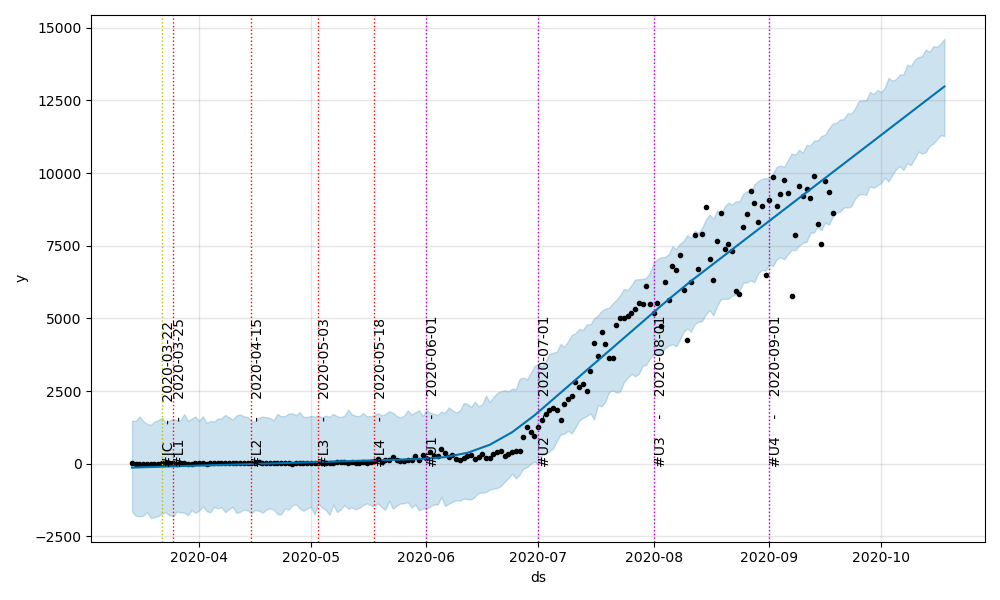 15000
12500
10000
7500
5000
2500
0
−2500
y
#JC - 2020-03-22
#L1 - 2020-03-25
#L2 - 2020-04-15
#L3 - 2020-05-03
#L4 - 2020-05-18
#U1 - 2020-06-01
#U2 - 2020-07-01
#U3 - 2020-08-01
#U4 - 2020-09-01
2020-04
2020-05
2020-06
2020-07
2020-08
2020-09
2020-10
ds